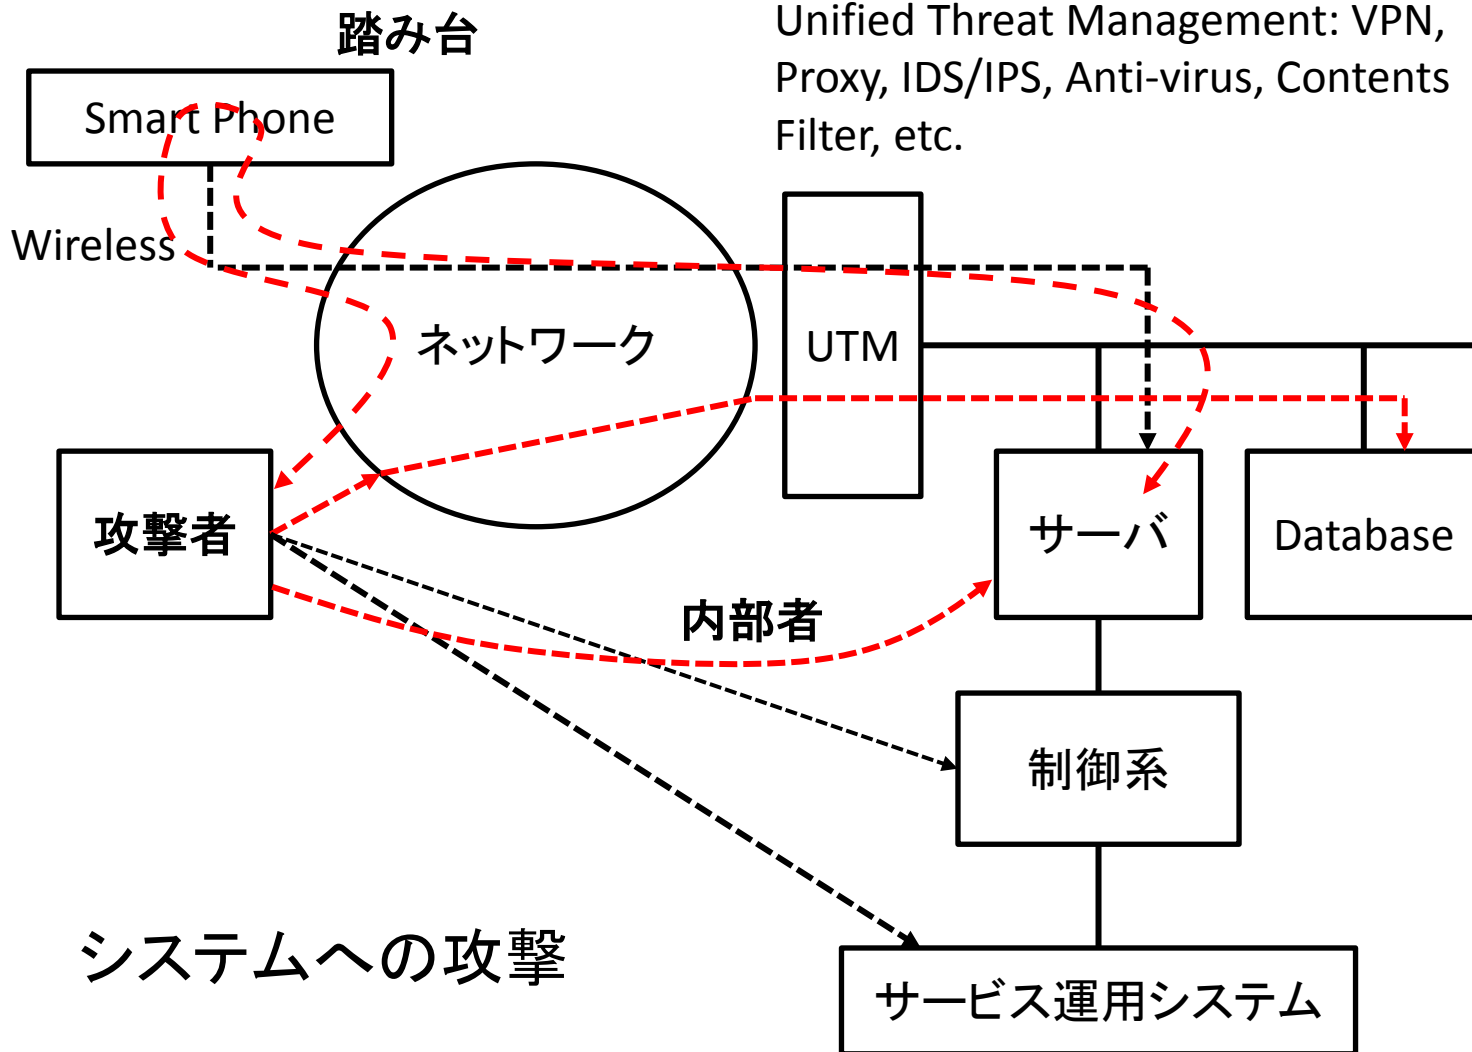 踏み台
Unified Threat Management: VPN,
Proxy, IDS/IPS, Anti-virus, Contents
Filter, etc.
Smart Phone
Wireless
ネットワーク
UTM
攻撃者
サーバ
Database
内部者
制御系
システムへの攻撃
サービス運用システム